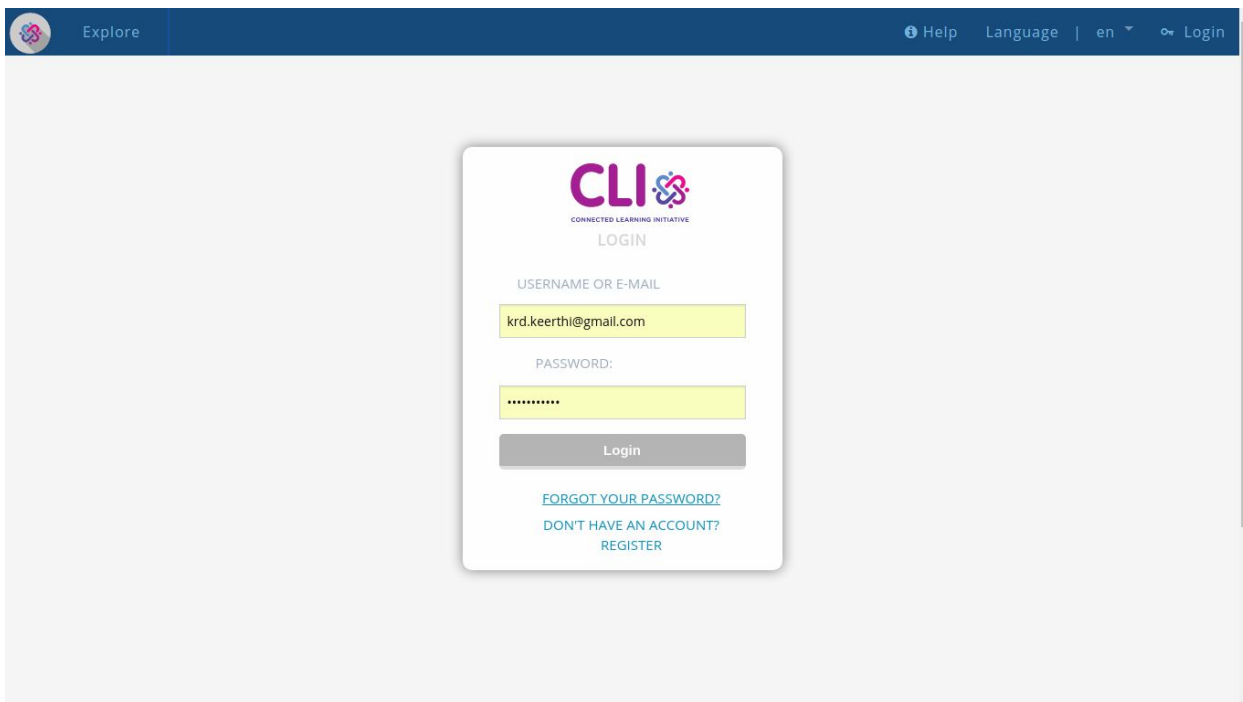 Explore Help Language | en Login
CLI
CONNECTED LEARNING INITIATIVE
LOGIN
USERNAME OR E-MAIL
krd.keerthi@gmail.com
PASSWORD:
•••••••••••
Login
FORGOT YOUR PASSWORD?
DON'T HAVE AN ACCOUNT?
REGISTER